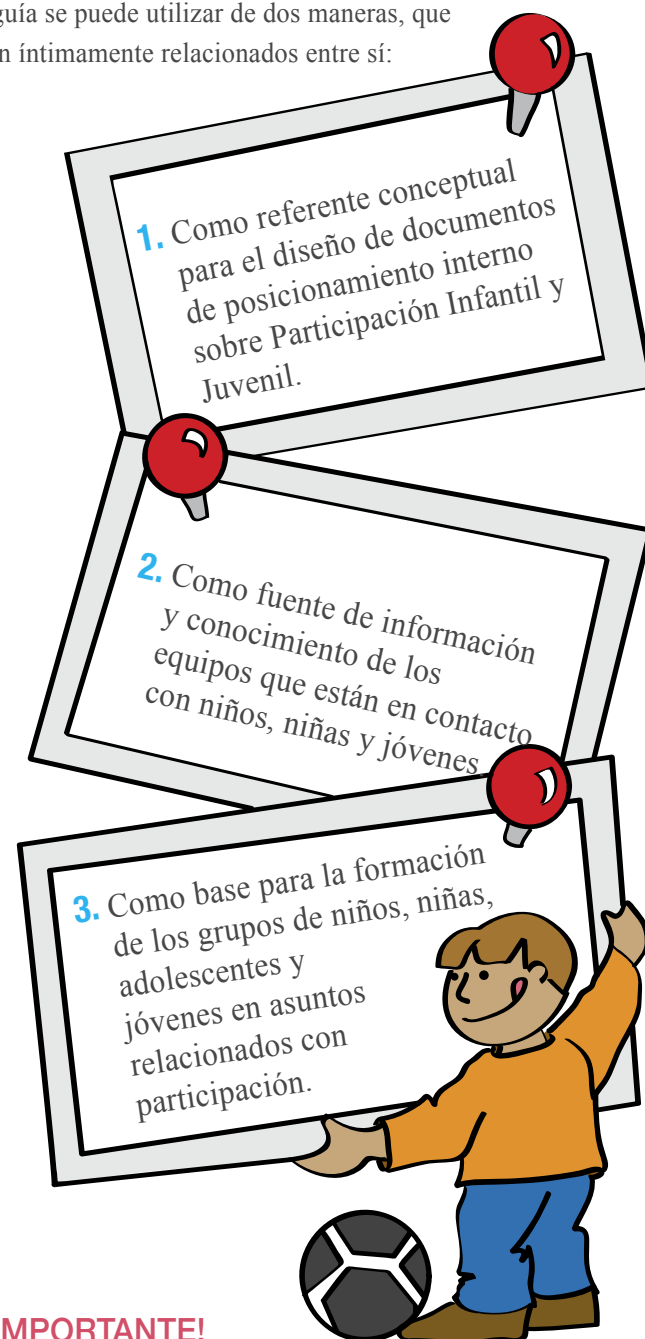 guía se puede utilizar de dos maneras, que
n íntimamente relacionados entre sí:
1. Como referente conceptual
para el diseño de documentos
de posicionamiento interno
sobre Participación Infantil y
Juvenil.
2. Como fuente de información
y conocimiento de los
equipos que están en contacto
con niños, niñas y jóvenes
3. Como base para la formación
de los grupos de niños, niñas,
adolescentes y
jóvenes en asuntos
relacionados con
participación.
MPORTANTE!